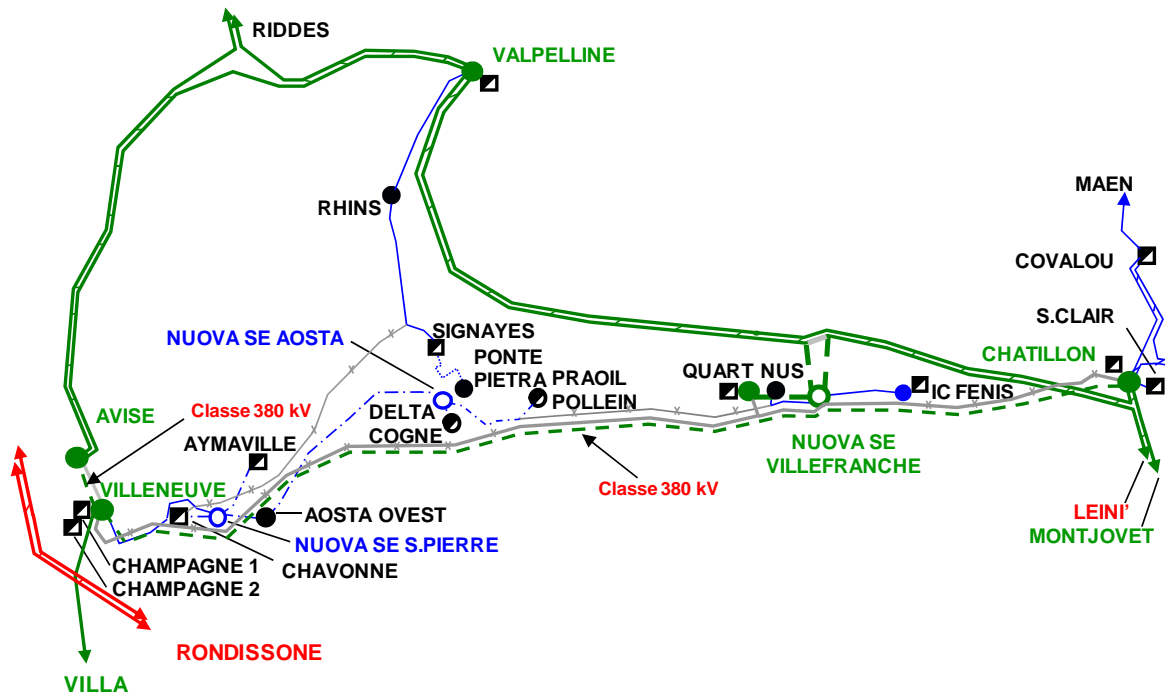 RIDDES
VALPELLINE
MAEN
RHINS
COVALOU
S.CLAIR
NUOVA SE AOSTA
SIGNAYES
PONTE
PIETRA
PRAOIL
POLLEIN
QUART NUS
CHATILLON
AVISE
Classe 380 kV
DELTA
COGNE
IC FENIS
AYMAVILLE
NUOVA SE
VILLEFRANCHE
VILLENEUVE
Classe 380 kV
AOSTA OVEST
LEINI'
NUOVA SE S.PIERRE
MONTJOVET
CHAMPAGNE 1
CHAVONNE
CHAMPAGNE 2
RONDISSONE
VILLA